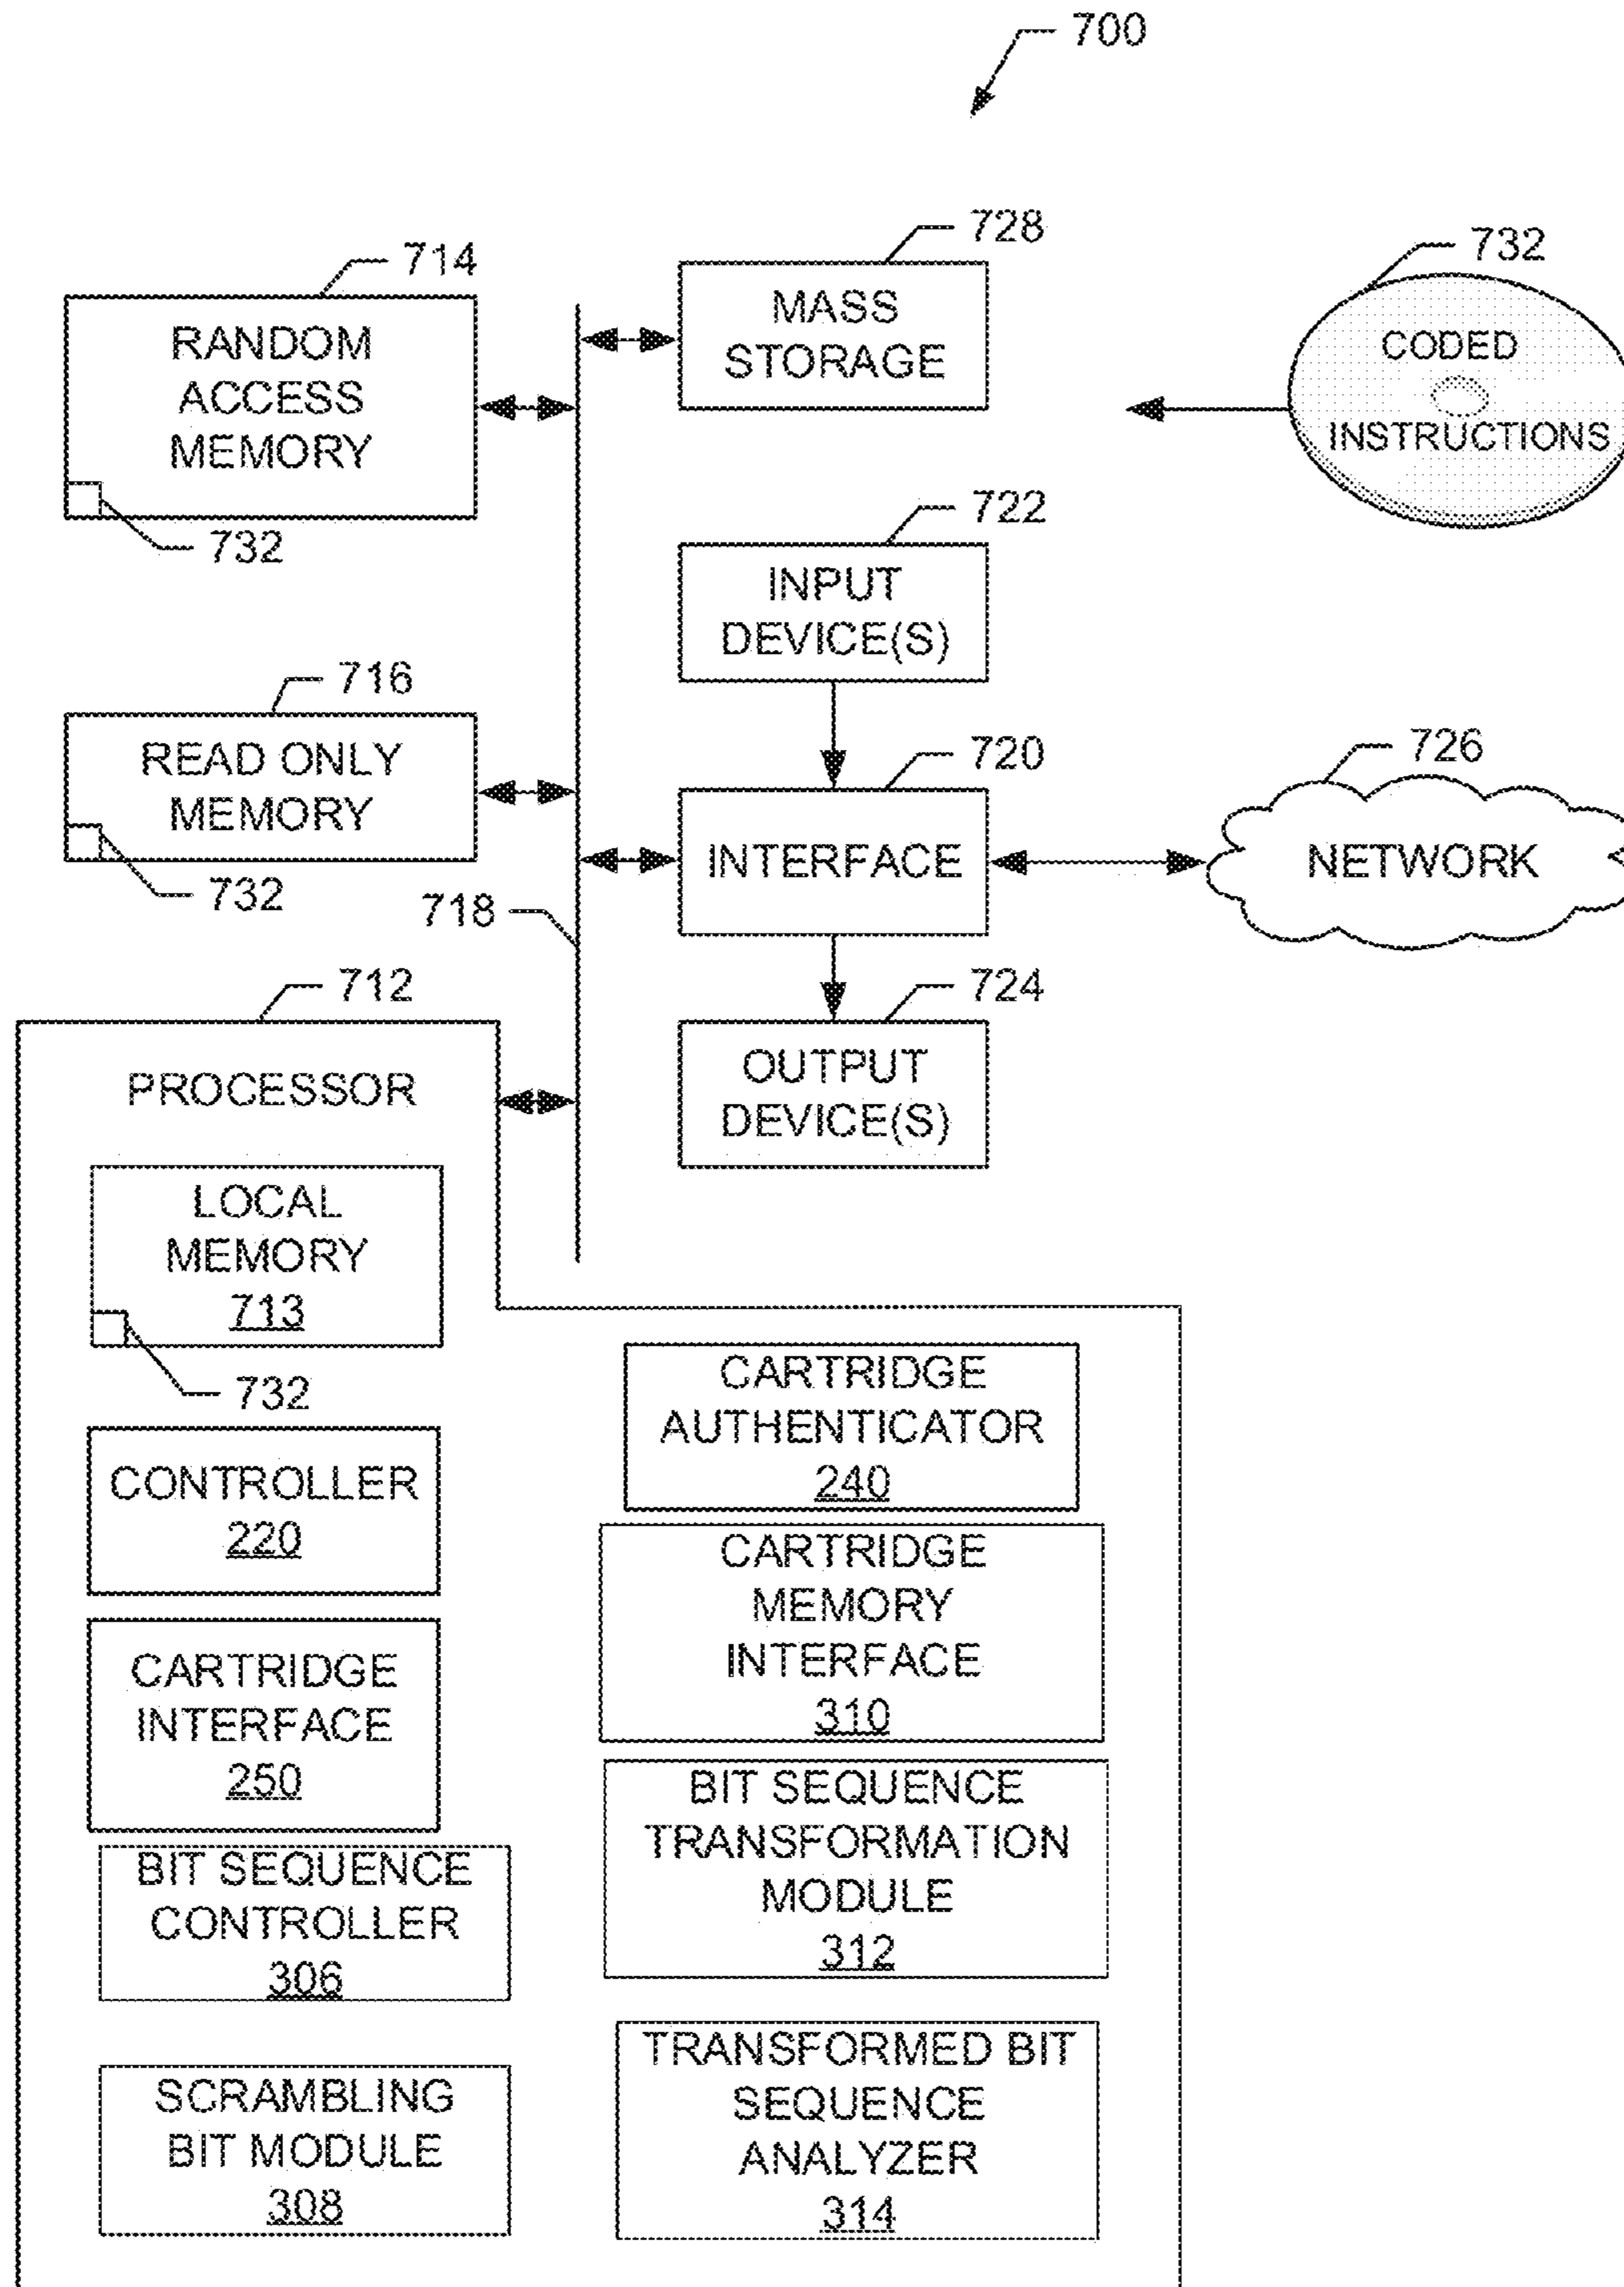 700
714
RANDOM
ACCESS
MEMORY
732
728
MASS
STORAGE
732
CODED
INSTRUCTIONS
722
INPUT
DEVICE(S)
716
READ ONLY
MEMORY
732
720
INTERFACE
726
NETWORK
718
724
OUTPUT
DEVICE(S)
712
PROCESSOR
LOCAL
MEMORY
713
732
CONTROLLER
220
CARTRIDGE
INTERFACE
250
BIT SEQUENCE
CONTROLLER
306
SCRAMBLING
BIT MODULE
308
CARTRIDGE
AUTHENTICATOR
240
CARTRIDGE
MEMORY
INTERFACE
310
BIT SEQUENCE
TRANSFORMATION
MODULE
312
TRANSFORMED BIT
SEQUENCE
ANALYZER
314